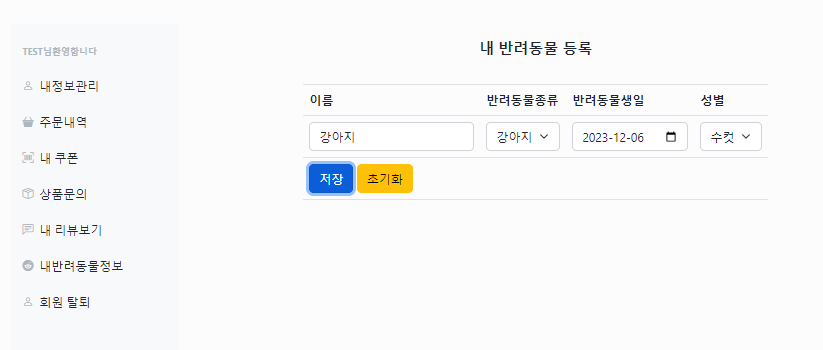 TEST님환영합니다
내정보관리
주문내역
내 쿠폰
상품문의
내 리뷰보기
내반려동물정보
회원 탈퇴
내 반려동물 등록
이름 반려동물종류 반려동물생일 성별
강아지 강아지 2023-12-06 수컷
저장 초기화